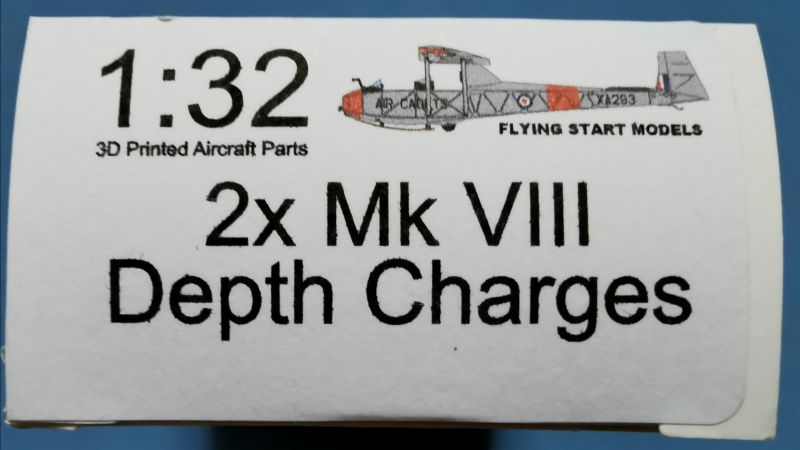 1:32
3D Printed Aircraft Parts
AIR CADETS
XA293
FLYING START MODELS
2x Mk VIII
Depth Charges